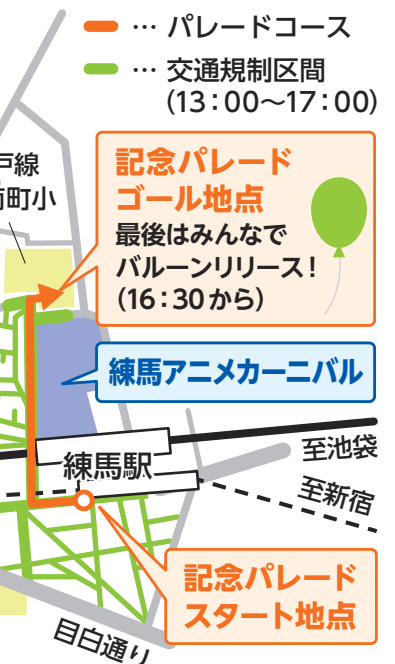 … パレードコース
… 交通規制区間
(13:00〜17:00)
戸線
町小
記念パレード
ゴール地点
最後はみんなで
バルーンリリース!
(16:30から)
練馬アニメカーニバル
至池袋
練馬駅
至新宿
記念パレード
スタート地点
目白通り